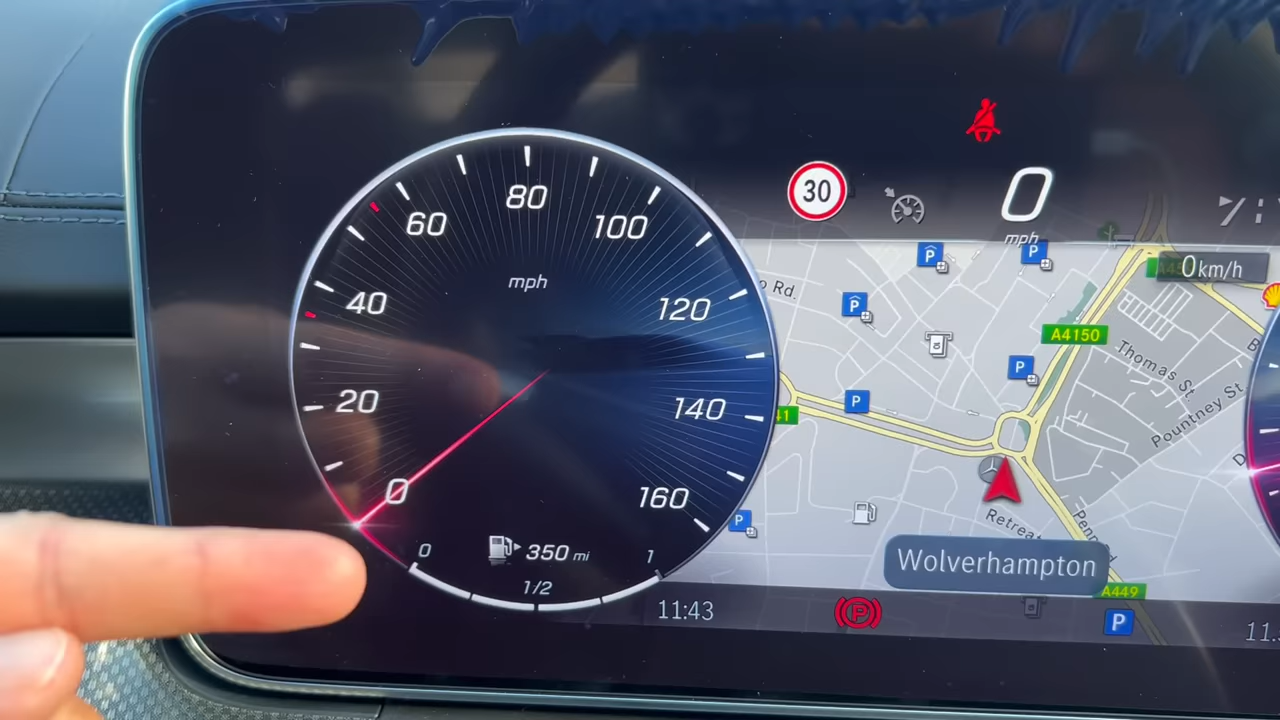 30
0
mph
0km/h
80
60
100
mph
40
120
20
140
0
160
0
350 mi
1
1/2
11:43
P
P
P
P
P
P
P
P
A4150
Thomas St
Pountney St
Rd.
41
Retreat
Wolverhampton
A449